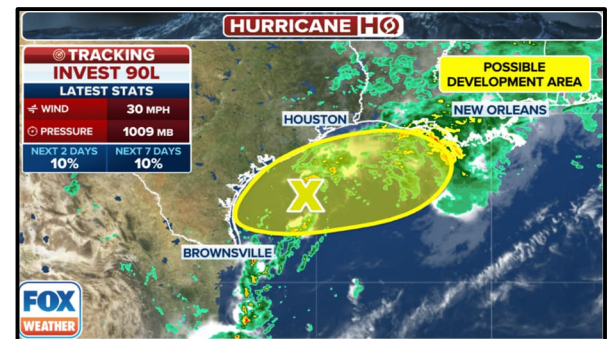 HURRICANE HQ
TRACKING
INVEST 90L
LATEST STATS
WIND 30 MPH
PRESSURE 1009 MB
NEXT 2 DAYS NEXT 7 DAYS
10% 10%
POSSIBLE
DEVELOPMENT AREA
HOUSTON
NEW ORLEANS
X
BROWNSVILLE
FOX
WEATHER